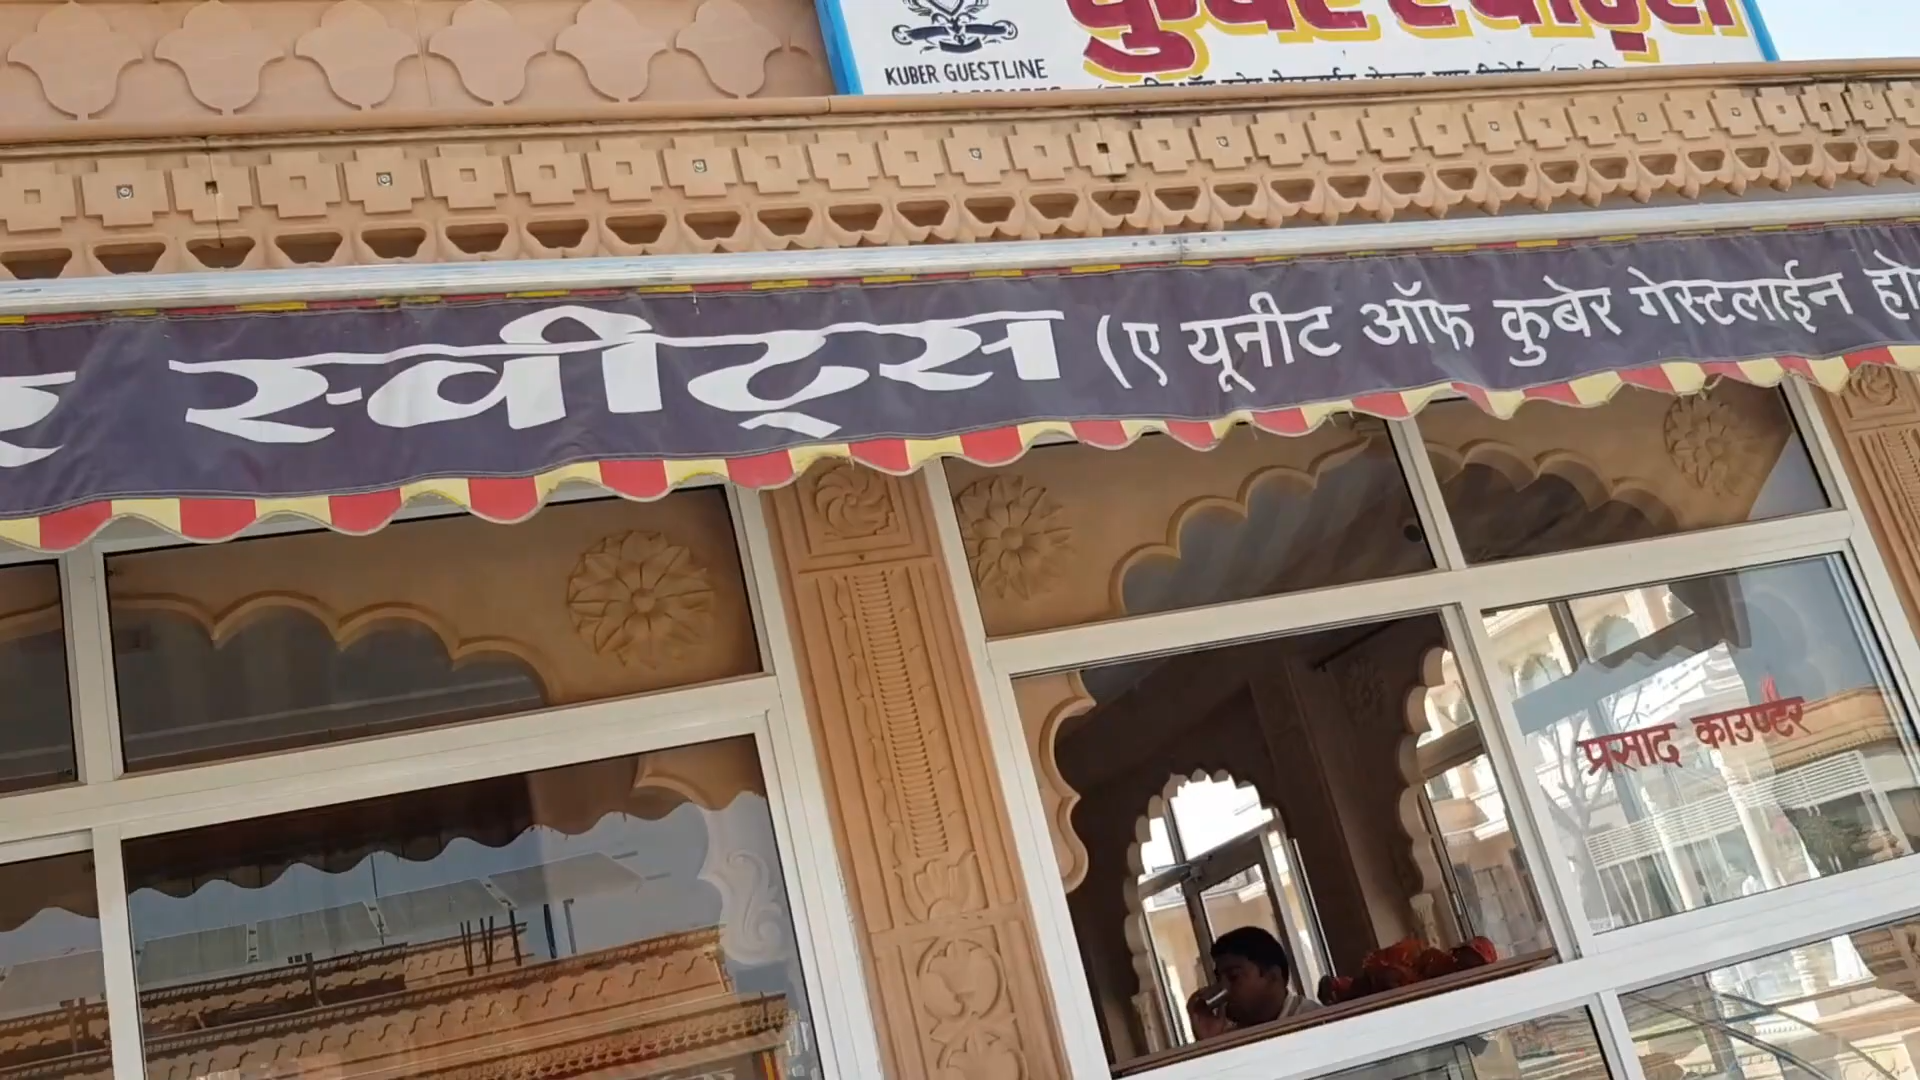 KUBER GUESTLINE
कुबेर स्वीट्स
स्वीट्स (ए यूनीट ऑफ कुबेर गेस्टलाईन
प्रसाद काउण्टर